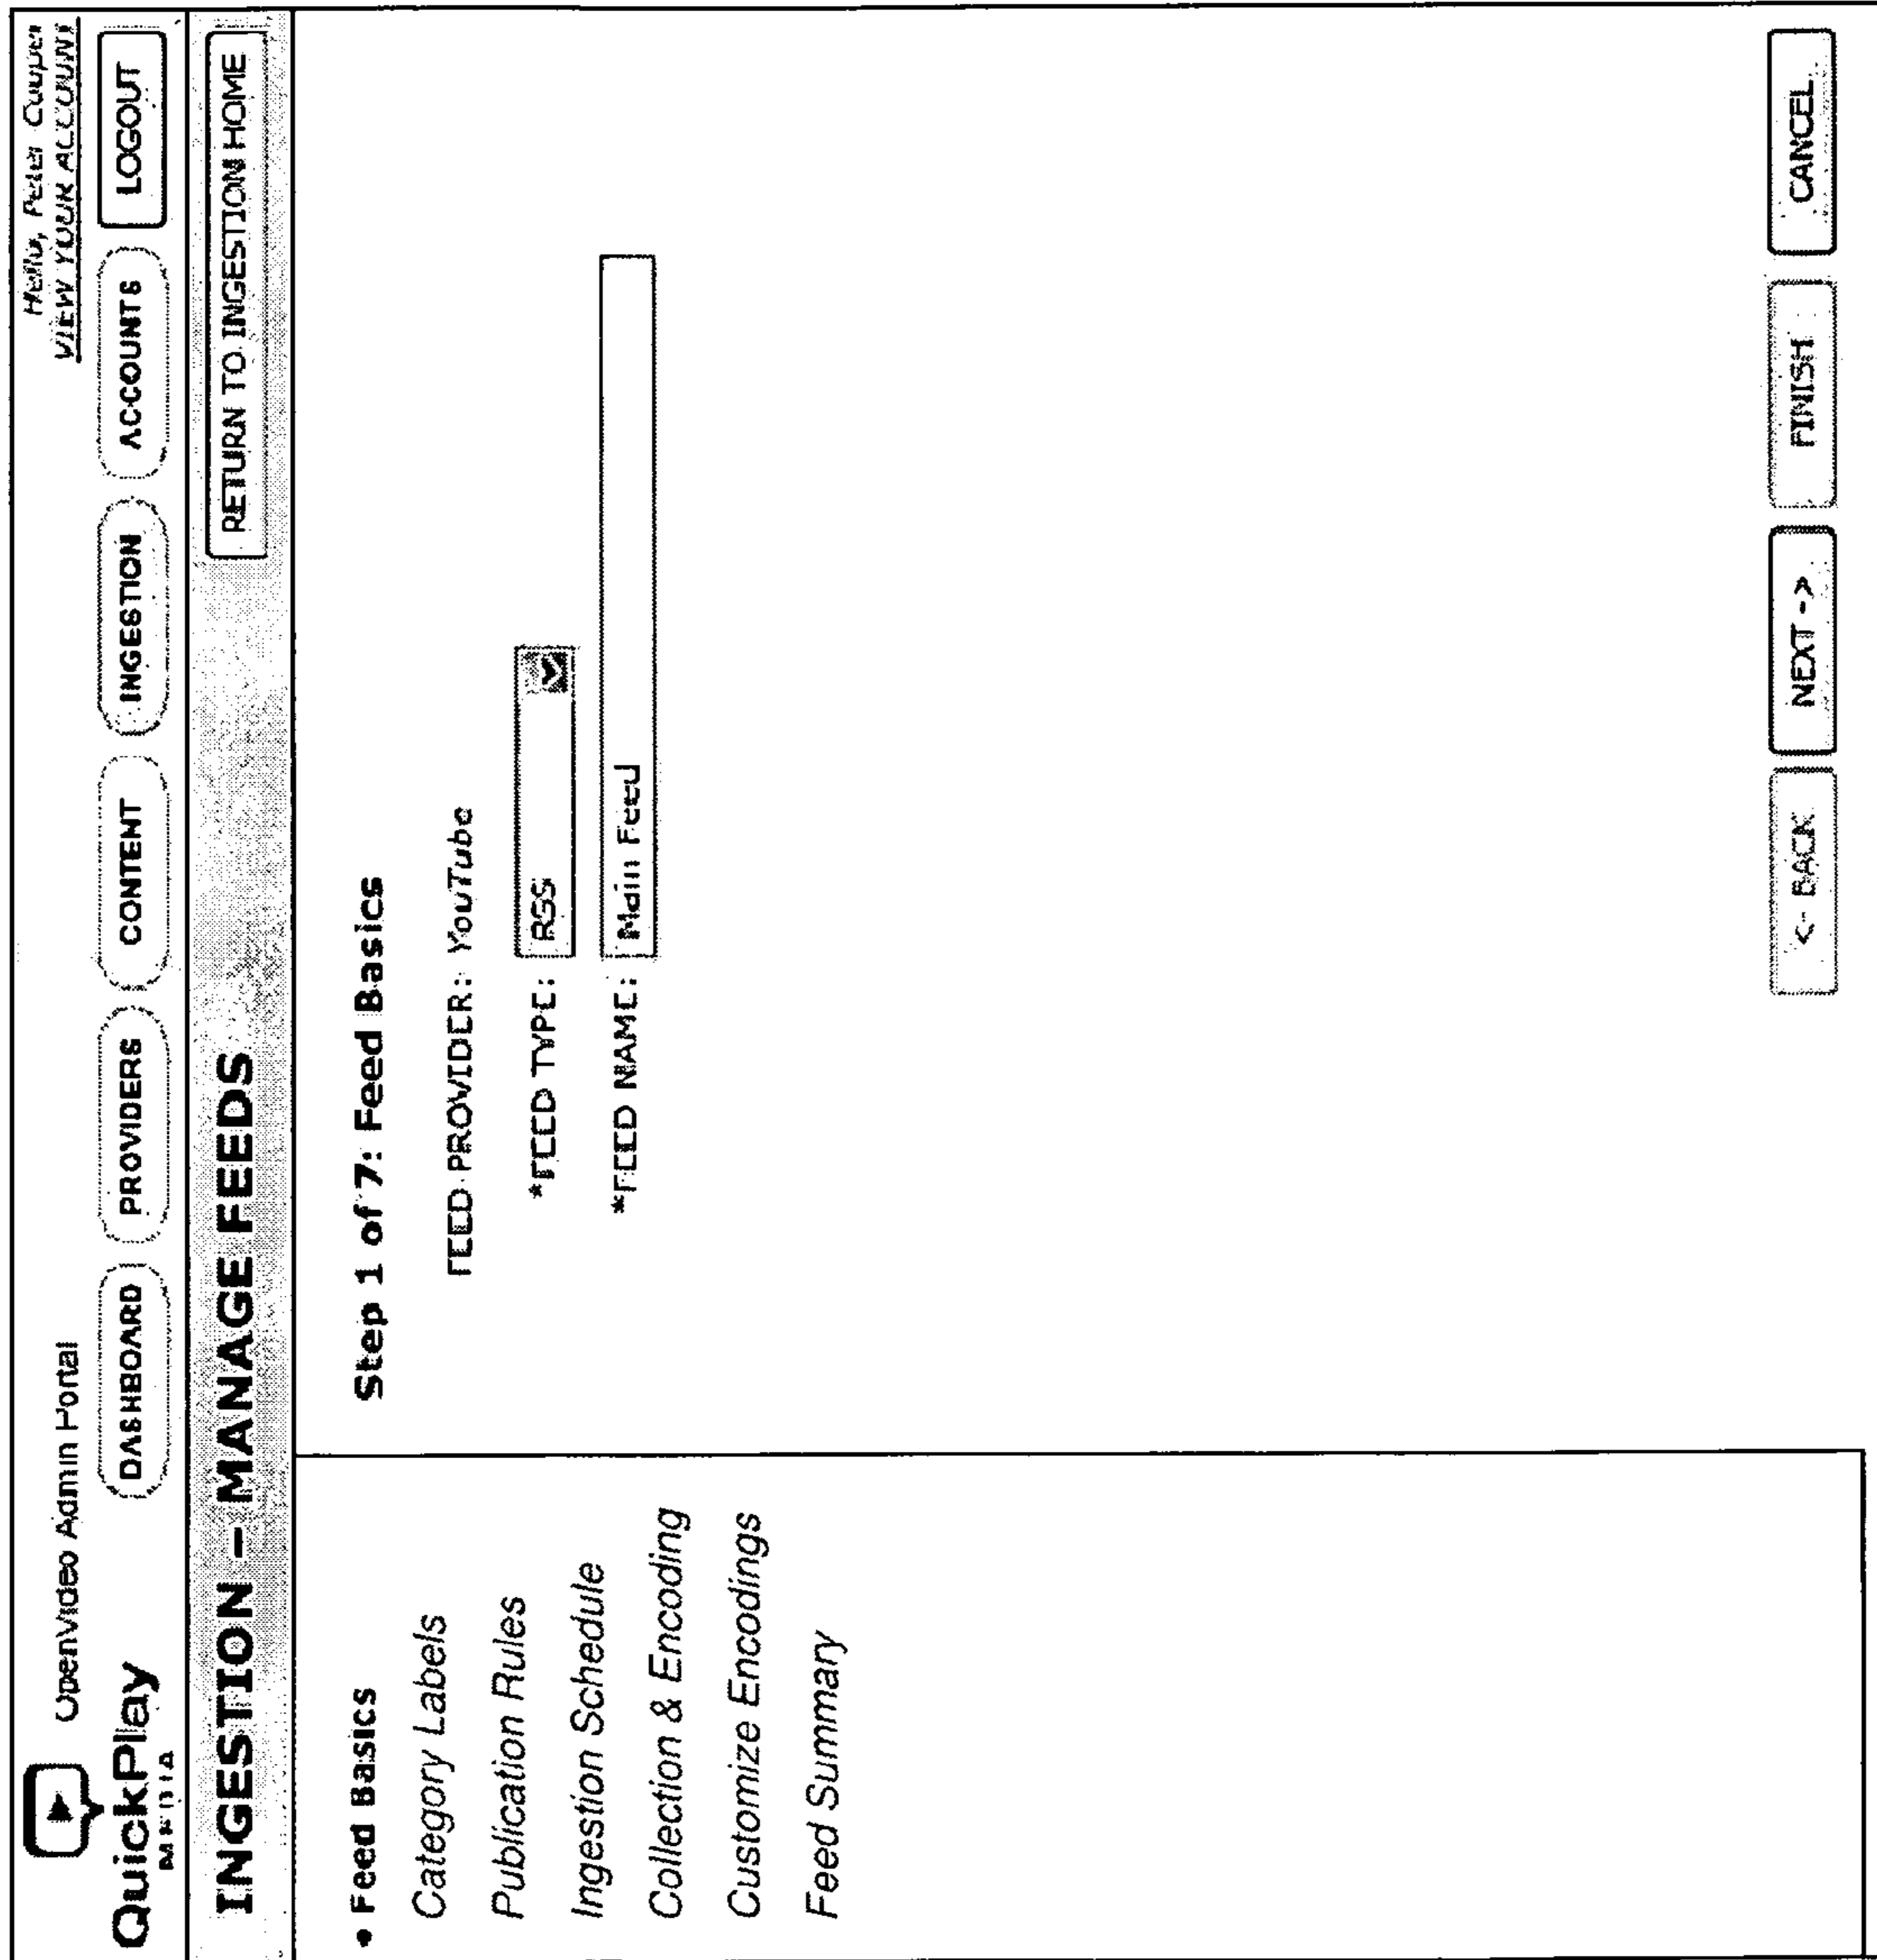 Hello, Peter Cooper
VIEW YOUR ACCOUNT
OpenVideo Admin Portal
QuickPlay
MEDIA
DASHBOARD PROVIDERS CONTENT INGESTION ACCOUNTS LOGOUT
INGESTION – MANAGE FEEDS RETURN TO INGESTION HOME
• Feed Basics
Category Labels
Publication Rules
Ingestion Schedule
Collection & Encoding
Customize Encodings
Feed Summary
Step 1 of 7: Feed Basics
FEED PROVIDER: YouTube
*FEED TYPE: RSS
*FEED NAME: Main Feed
<- BACK NEXT -> FINISH CANCEL